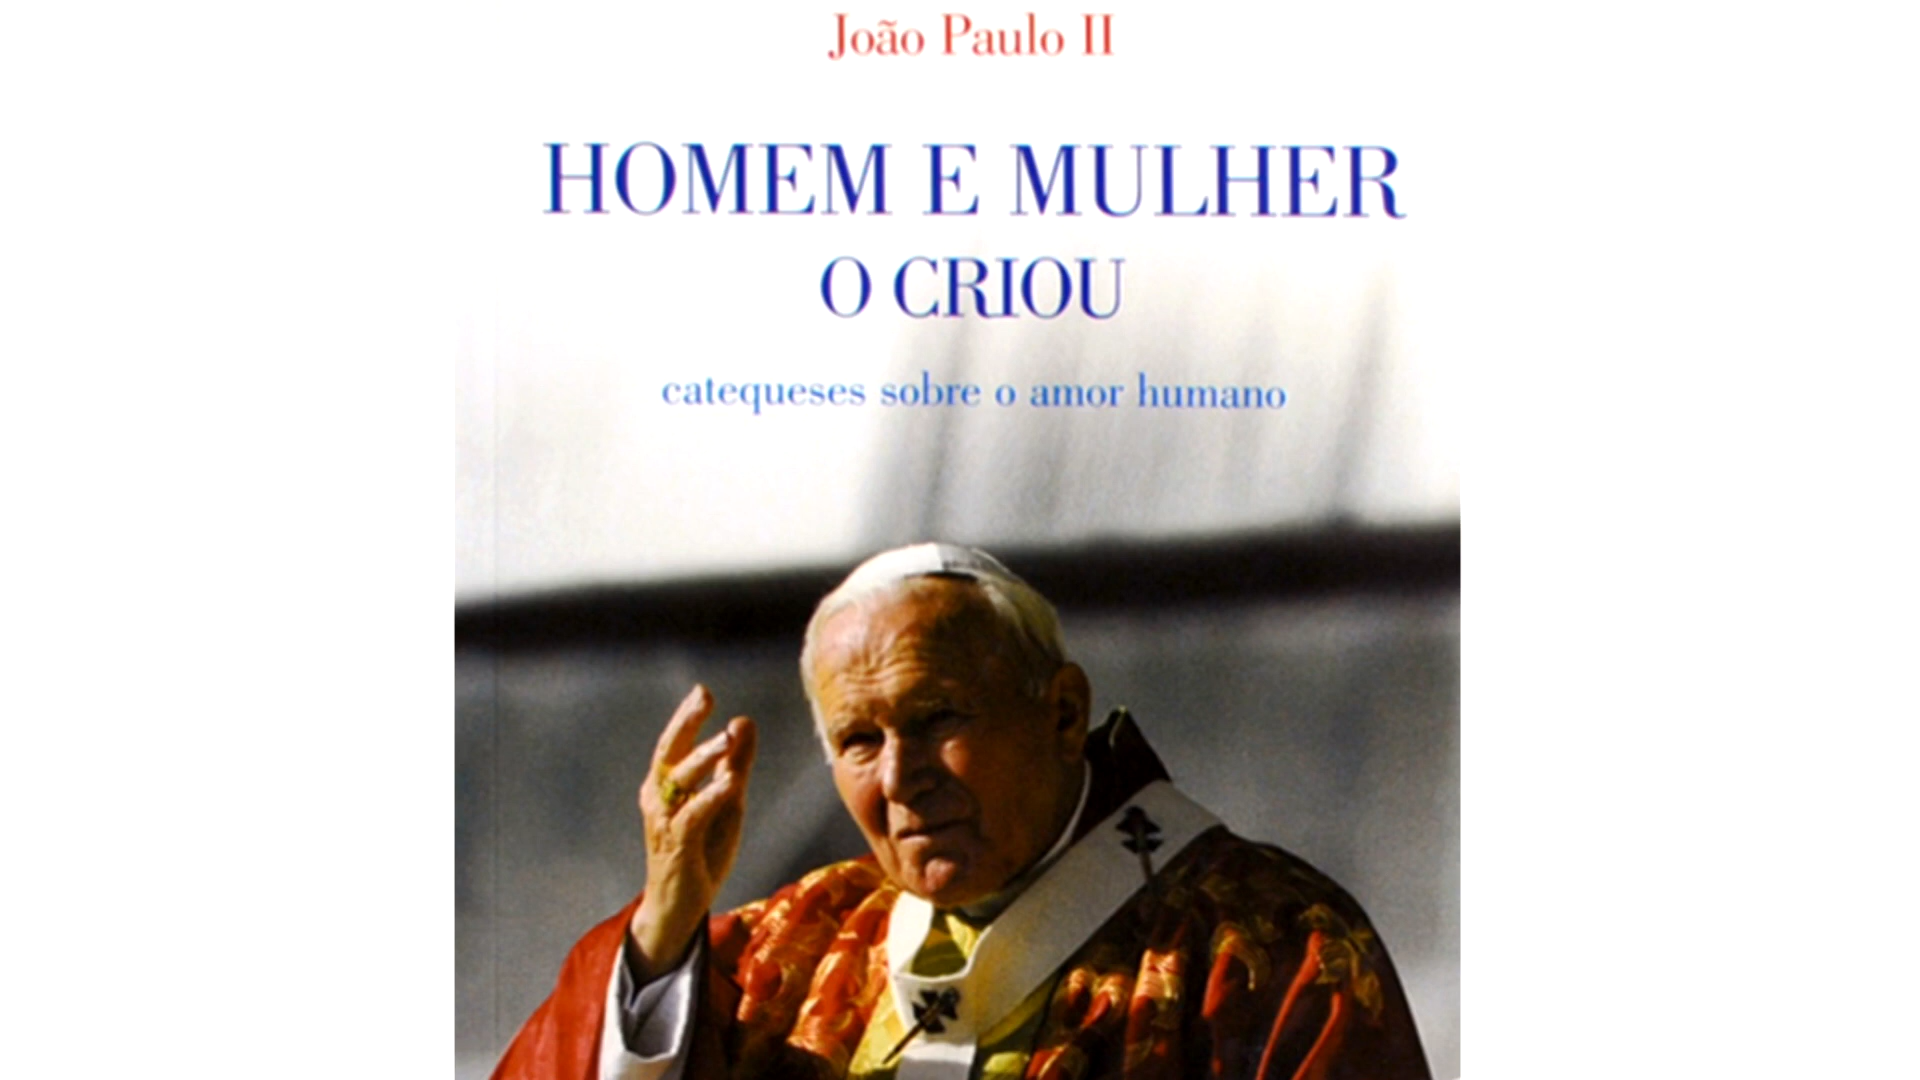 João Paulo II
HOMEM E MULHER
O CRIOU
catequeses sobre o amor humano